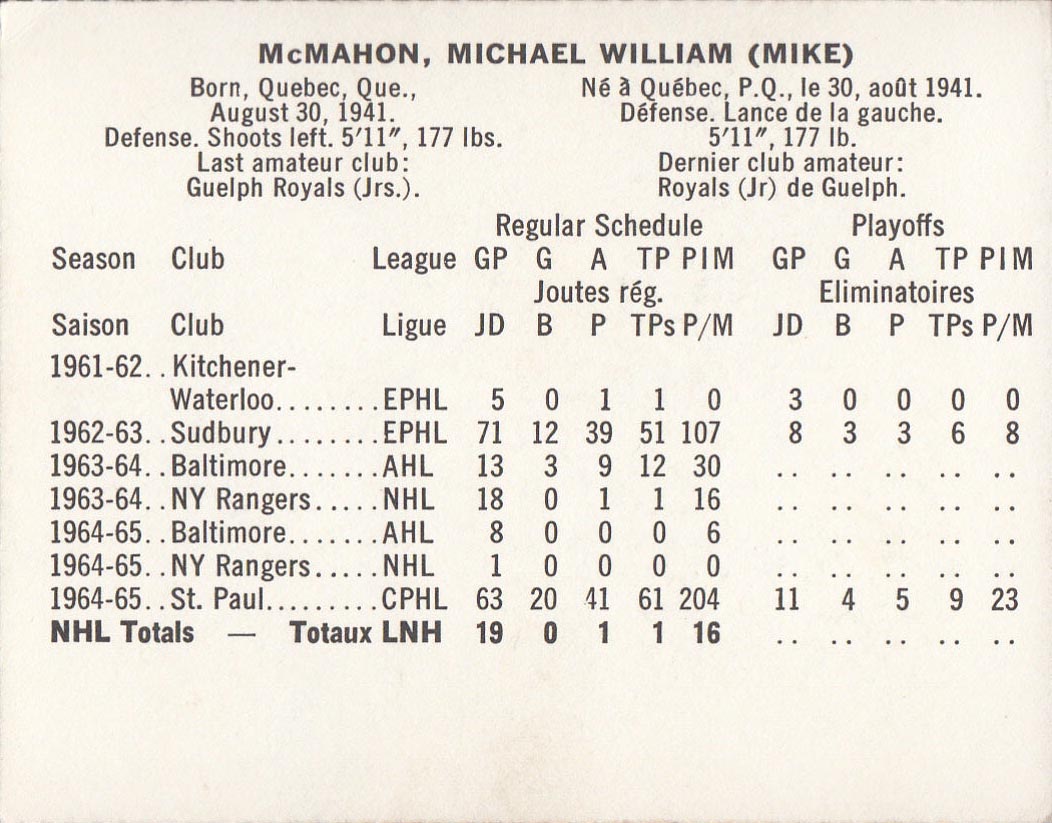 McMAHON, MICHAEL WILLIAM (MIKE)
Born, Quebec, Que.,
August 30, 1941.
Defense. Shoots left. 5'11", 177 lbs.
Last amateur club:
Guelph Royals (Jrs.).
Né à Québec, P.Q., le 30, août 1941.
Défense. Lance de la gauche.
5'11", 177 lb.
Dernier club amateur:
Royals (Jr) de Guelph.
Regular Schedule Playoffs
Season Club League GP G A TP PIM GP G A TP PIM
Joutes rég. Eliminatoires
Saison Club Ligue JD B P TPs P/M JD B P TPs P/M
1961-62. . Kitchener-
Waterloo. . . . . . . . EPHL 5 0 1 1 0 3 0 0 0 0
1962-63. . Sudbury . . . . . . . . EPHL 71 12 39 51 107 8 3 3 6 8
1963-64. . Baltimore. . . . . . . AHL 13 3 9 12 30 . . . . . . . . . .
1963-64. . NY Rangers. . . . . NHL 18 0 1 1 16 . . . . . . . . . .
1964-65. . Baltimore. . . . . . . AHL 8 0 0 0 6 . . . . . . . . . .
1964-65. . NY Rangers. . . . . NHL 1 0 0 0 0 . . . . . . . . . .
1964-65. . St. Paul. . . . . . . . . CPHL 63 20 41 61 204 11 4 5 9 23
NHL Totals — Totaux LNH 19 0 1 1 16 . . . . . . . . . .